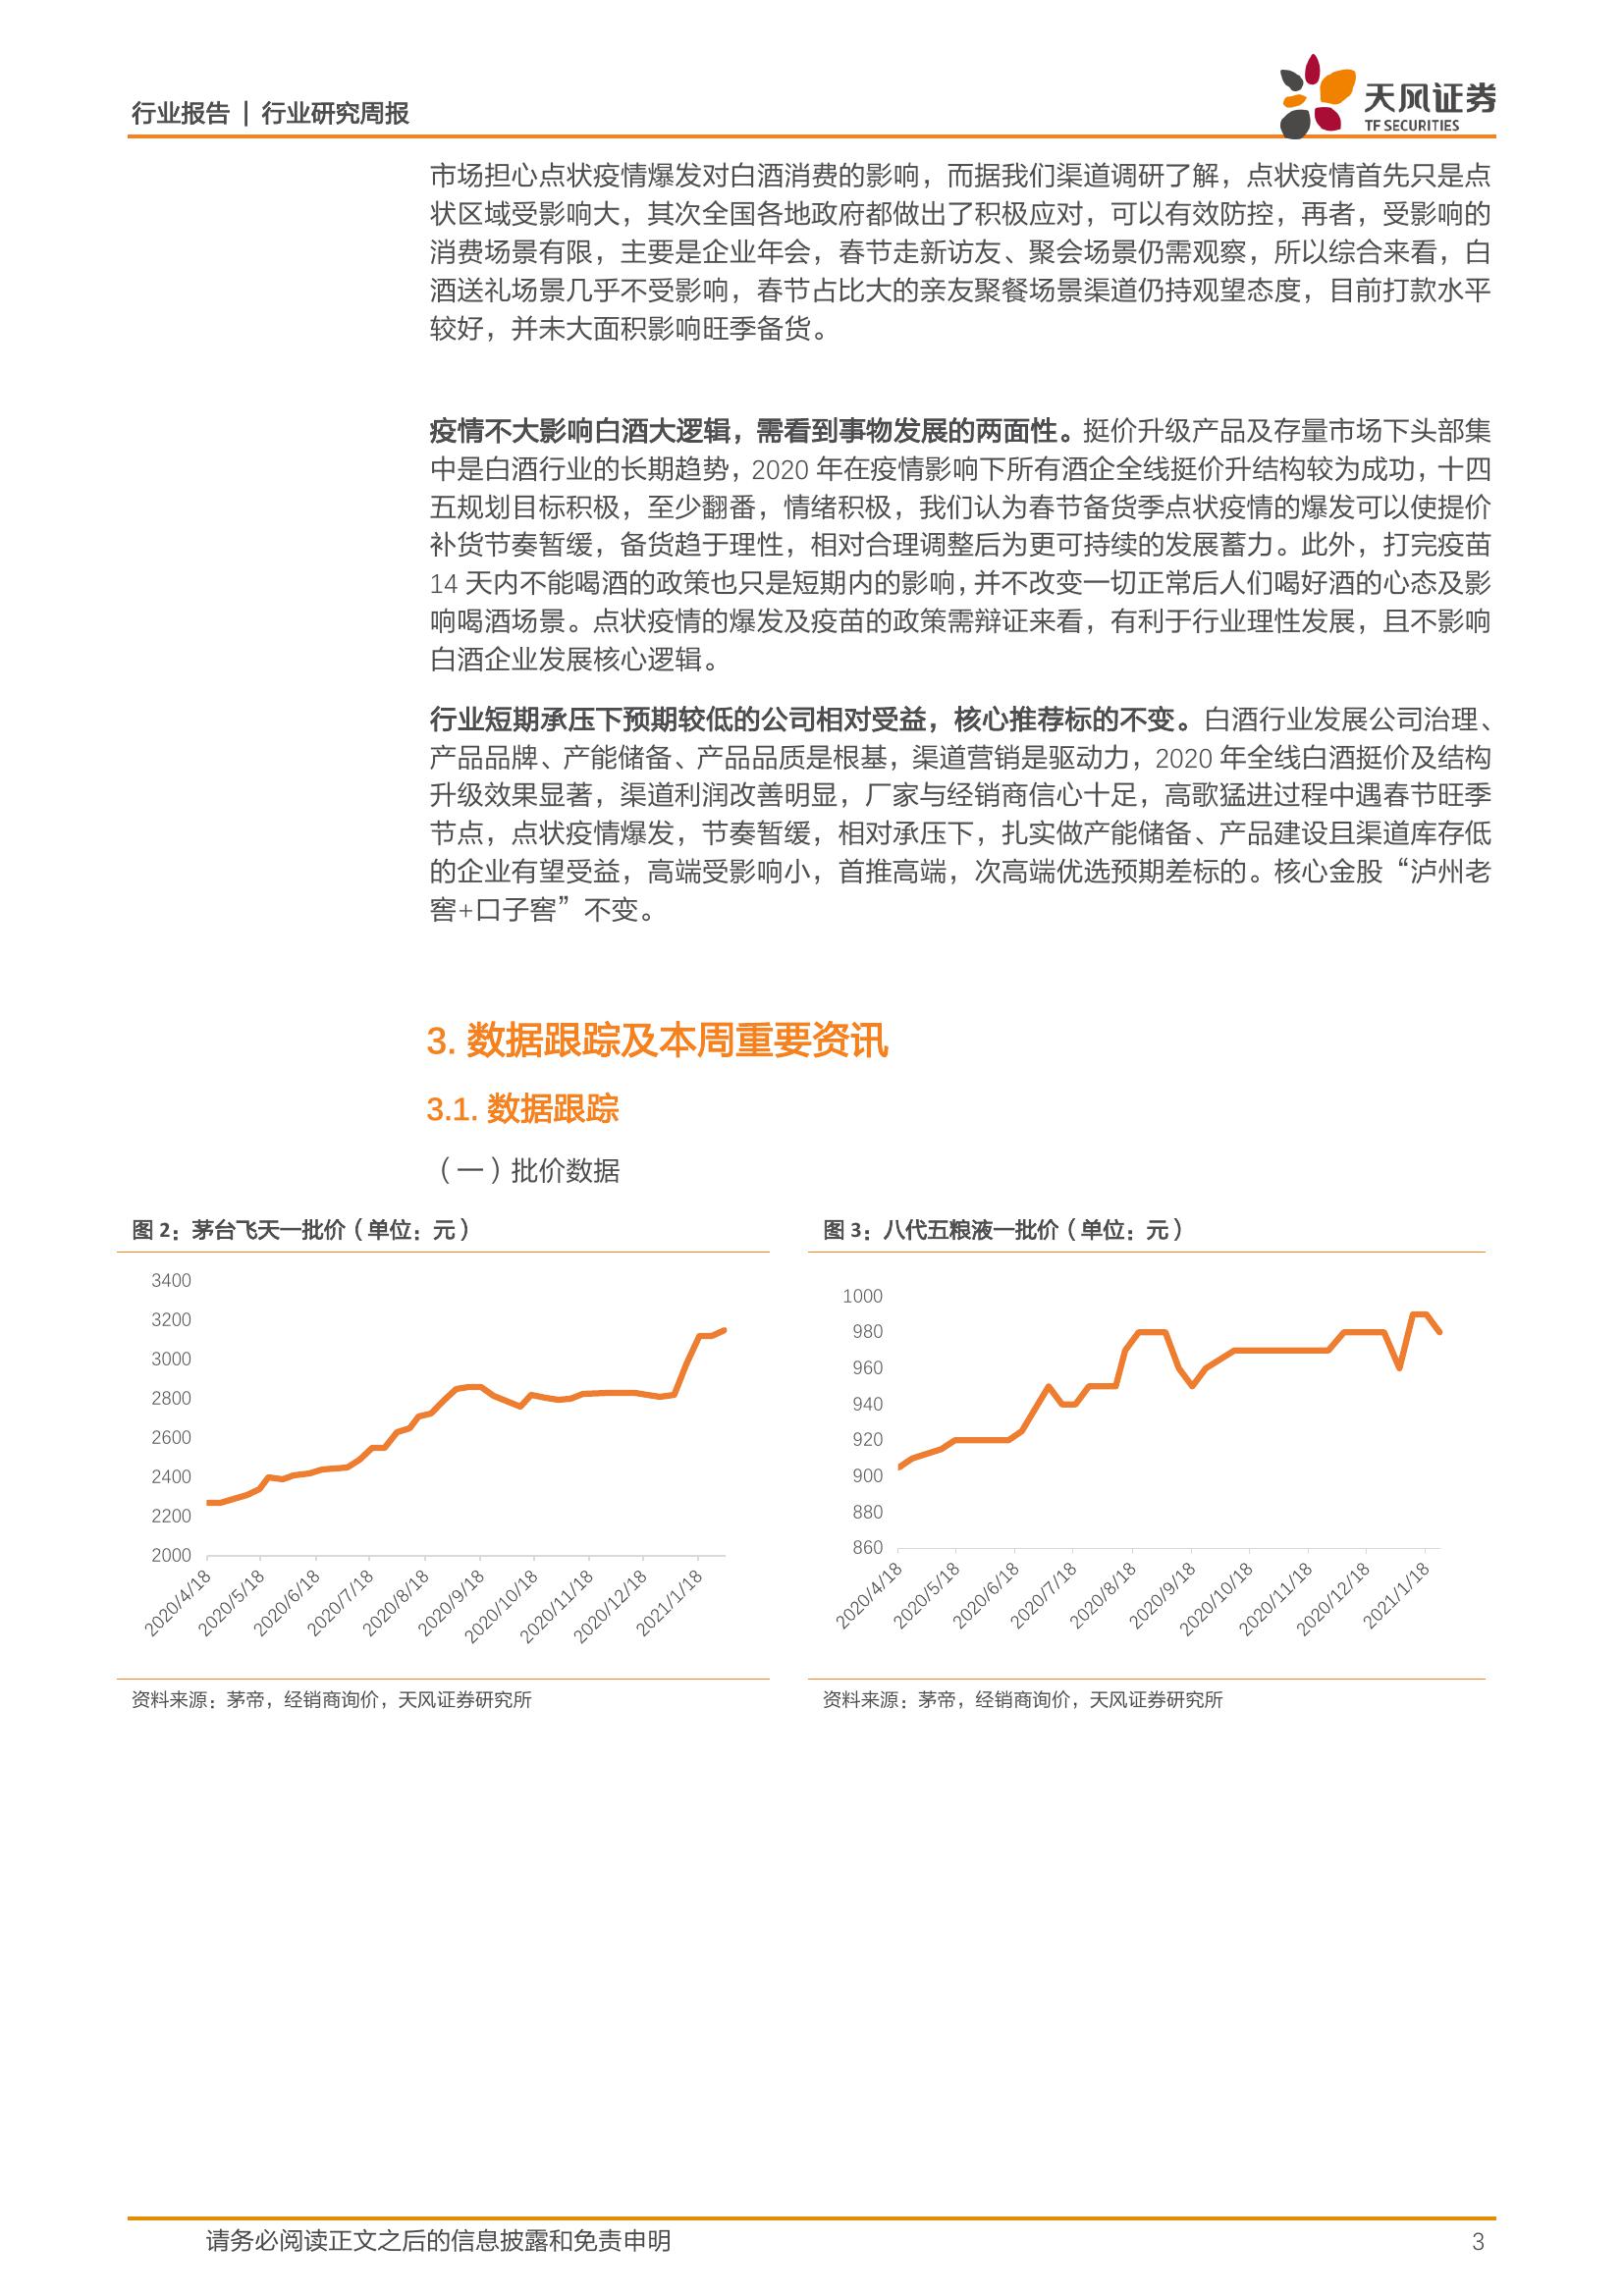 行业报告 | 行业研究周报
天风证券
TF SECURITIES
市场担心点状疫情爆发对白酒消费的影响，而据我们渠道调研了解，点状疫情首先只是点
状区域受影响大，其次全国各地政府都做出了积极应对，可以有效防控，再者，受影响的
消费场景有限，主要是企业年会，春节走新访友、聚会场景仍需观察，所以综合来看，白
酒送礼场景几乎不受影响，春节占比大的亲友聚餐场景渠道仍持观望态度，目前打款水平
较好，并未大面积影响旺季备货。
疫情不大影响白酒大逻辑，需看到事物发展的两面性。挺价升级产品及存量市场下头部集
中是白酒行业的长期趋势，2020 年在疫情影响下所有酒企全线挺价升结构较为成功，十四
五规划目标积极，至少翻番，情绪积极，我们认为春节备货季点状疫情的爆发可以使提价
补货节奏暂缓，备货趋于理性，相对合理调整后为更可持续的发展蓄力。此外，打完疫苗
14 天内不能喝酒的政策也只是短期内的影响，并不改变一切正常后人们喝好酒的心态及影
响喝酒场景。点状疫情的爆发及疫苗的政策需辩证来看，有利于行业理性发展，且不影响
白酒企业发展核心逻辑。
行业短期承压下预期较低的公司相对受益，核心推荐标的不变。白酒行业发展公司治理、
产品品牌、产能储备、产品品质是根基，渠道营销是驱动力，2020 年全线白酒挺价及结构
升级效果显著，渠道利润改善明显，厂家与经销商信心十足，高歌猛进过程中遇春节旺季
节点，点状疫情爆发，节奏暂缓，相对承压下，扎实做产能储备、产品建设且渠道库存低
的企业有望受益，高端受影响小，首推高端，次高端优选预期差标的。核心金股“泸州老
窖+口子窖”不变。
3. 数据跟踪及本周重要资讯
3.1. 数据跟踪
（一）批价数据
图 2：茅台飞天一批价（单位：元）
3400
3200
3000
2800
2600
2400
2200
2000
2020/4/18
2020/5/18
2020/6/18
2020/7/18
2020/8/18
2020/9/18
2020/10/18
2020/11/18
2020/12/18
2021/1/18
资料来源：茅帝，经销商询价，天风证券研究所
图 3：八代五粮液一批价（单位：元）
1000
980
960
940
920
900
880
860
2020/4/18
2020/5/18
2020/6/18
2020/7/18
2020/8/18
2020/9/18
2020/10/18
2020/11/18
2020/12/18
2021/1/18
资料来源：茅帝，经销商询价，天风证券研究所
请务必阅读正文之后的信息披露和免责申明
3